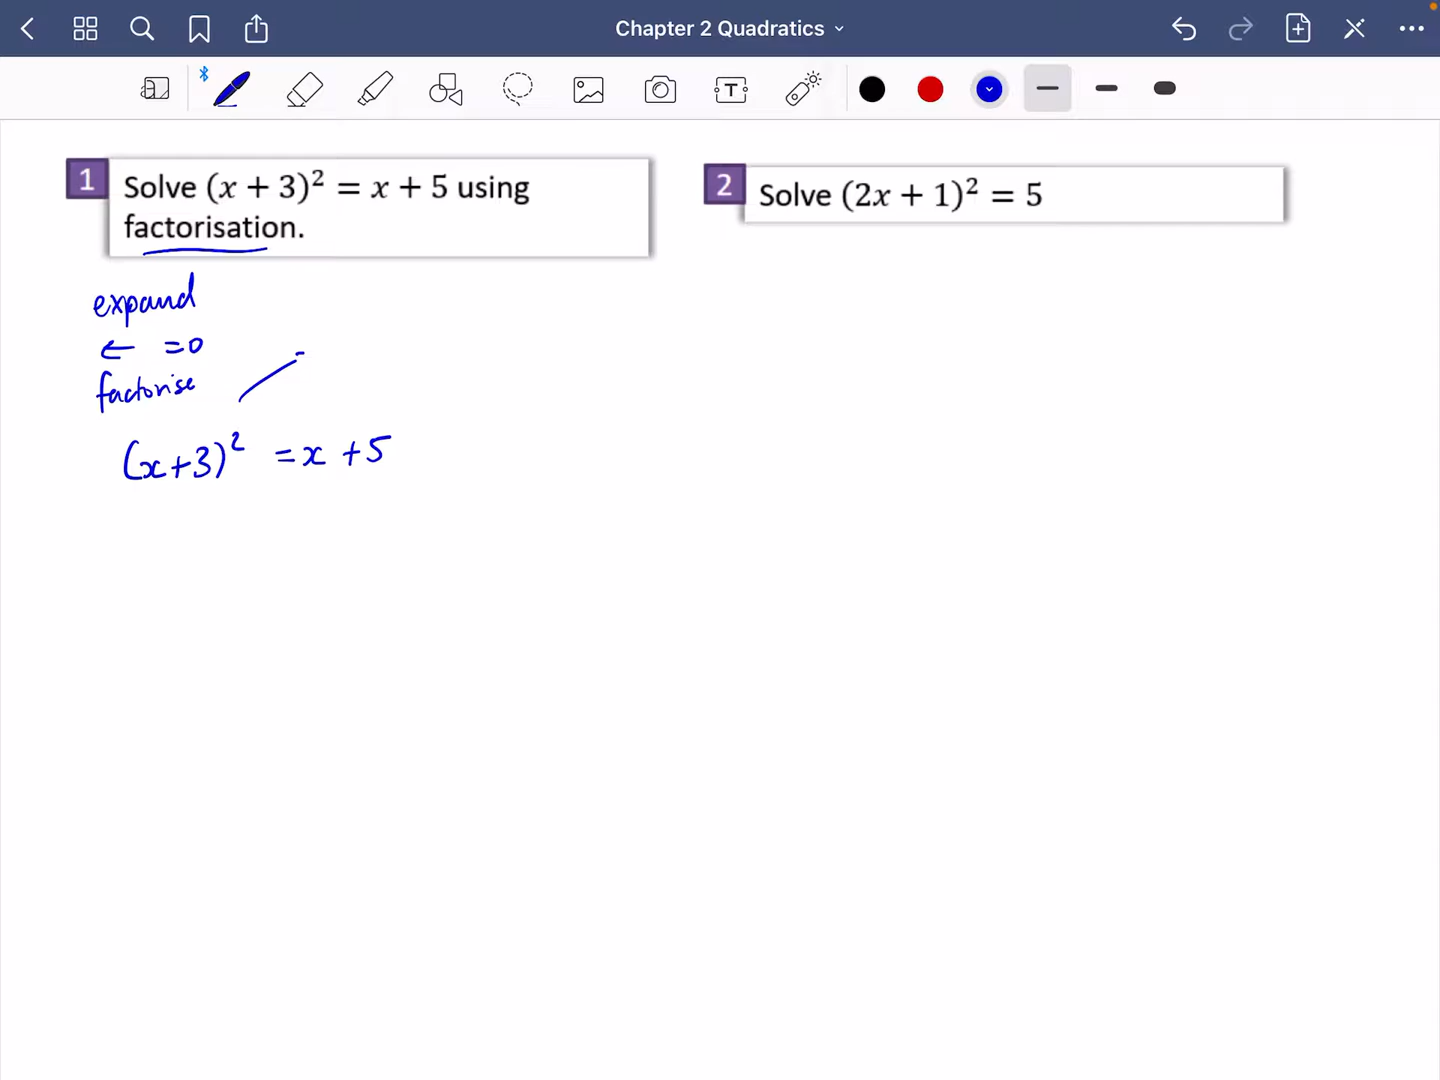 Chapter 2 Quadratics
1
Solve (x + 3)² = x + 5 using
factorisation.
2
Solve (2x + 1)² = 5
expand
← =0
factorise
(x+3)² = x +5